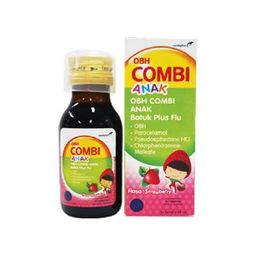 OBH
COMBI
ANAK
OBH
COMBI
ANAK
OBH COMBI
ANAK
Batuk Plus Flu
• OBH
• Paracetamol
• Pseudoephedrine HCl
• Chlorpheniramine
Maleate
Rasa Strawberry